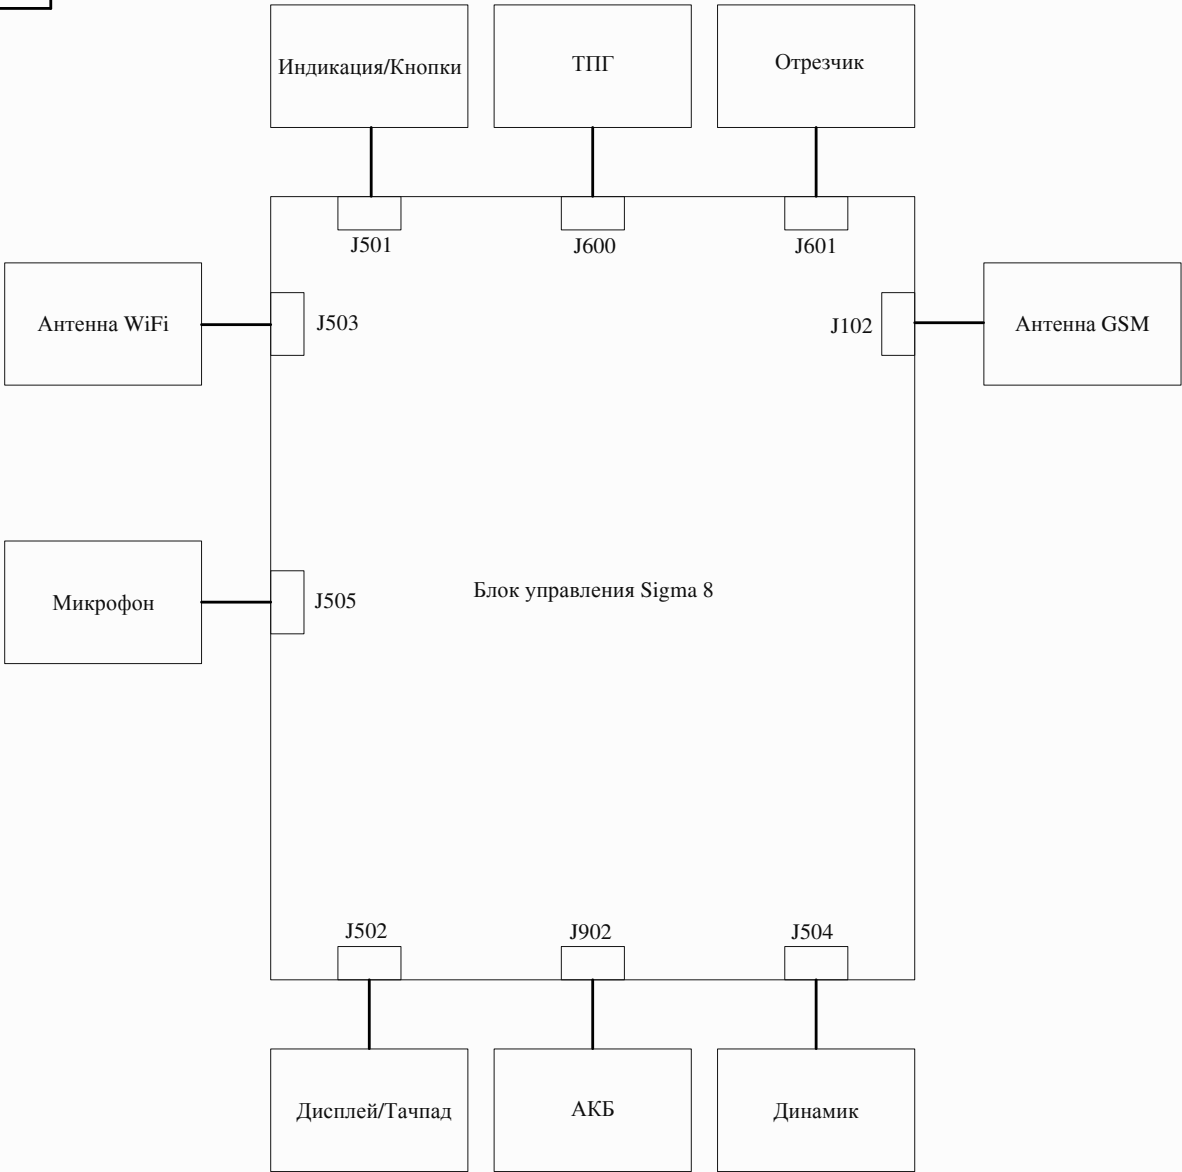 Индикация/Кнопки
ТПГ
Отрезчик
J501
J600
J601
Антенна WiFi
J503
J102
Антенна GSM
Микрофон
J505
Блок управления Sigma 8
J502
J902
J504
Дисплей/Тачпад
АКБ
Динамик